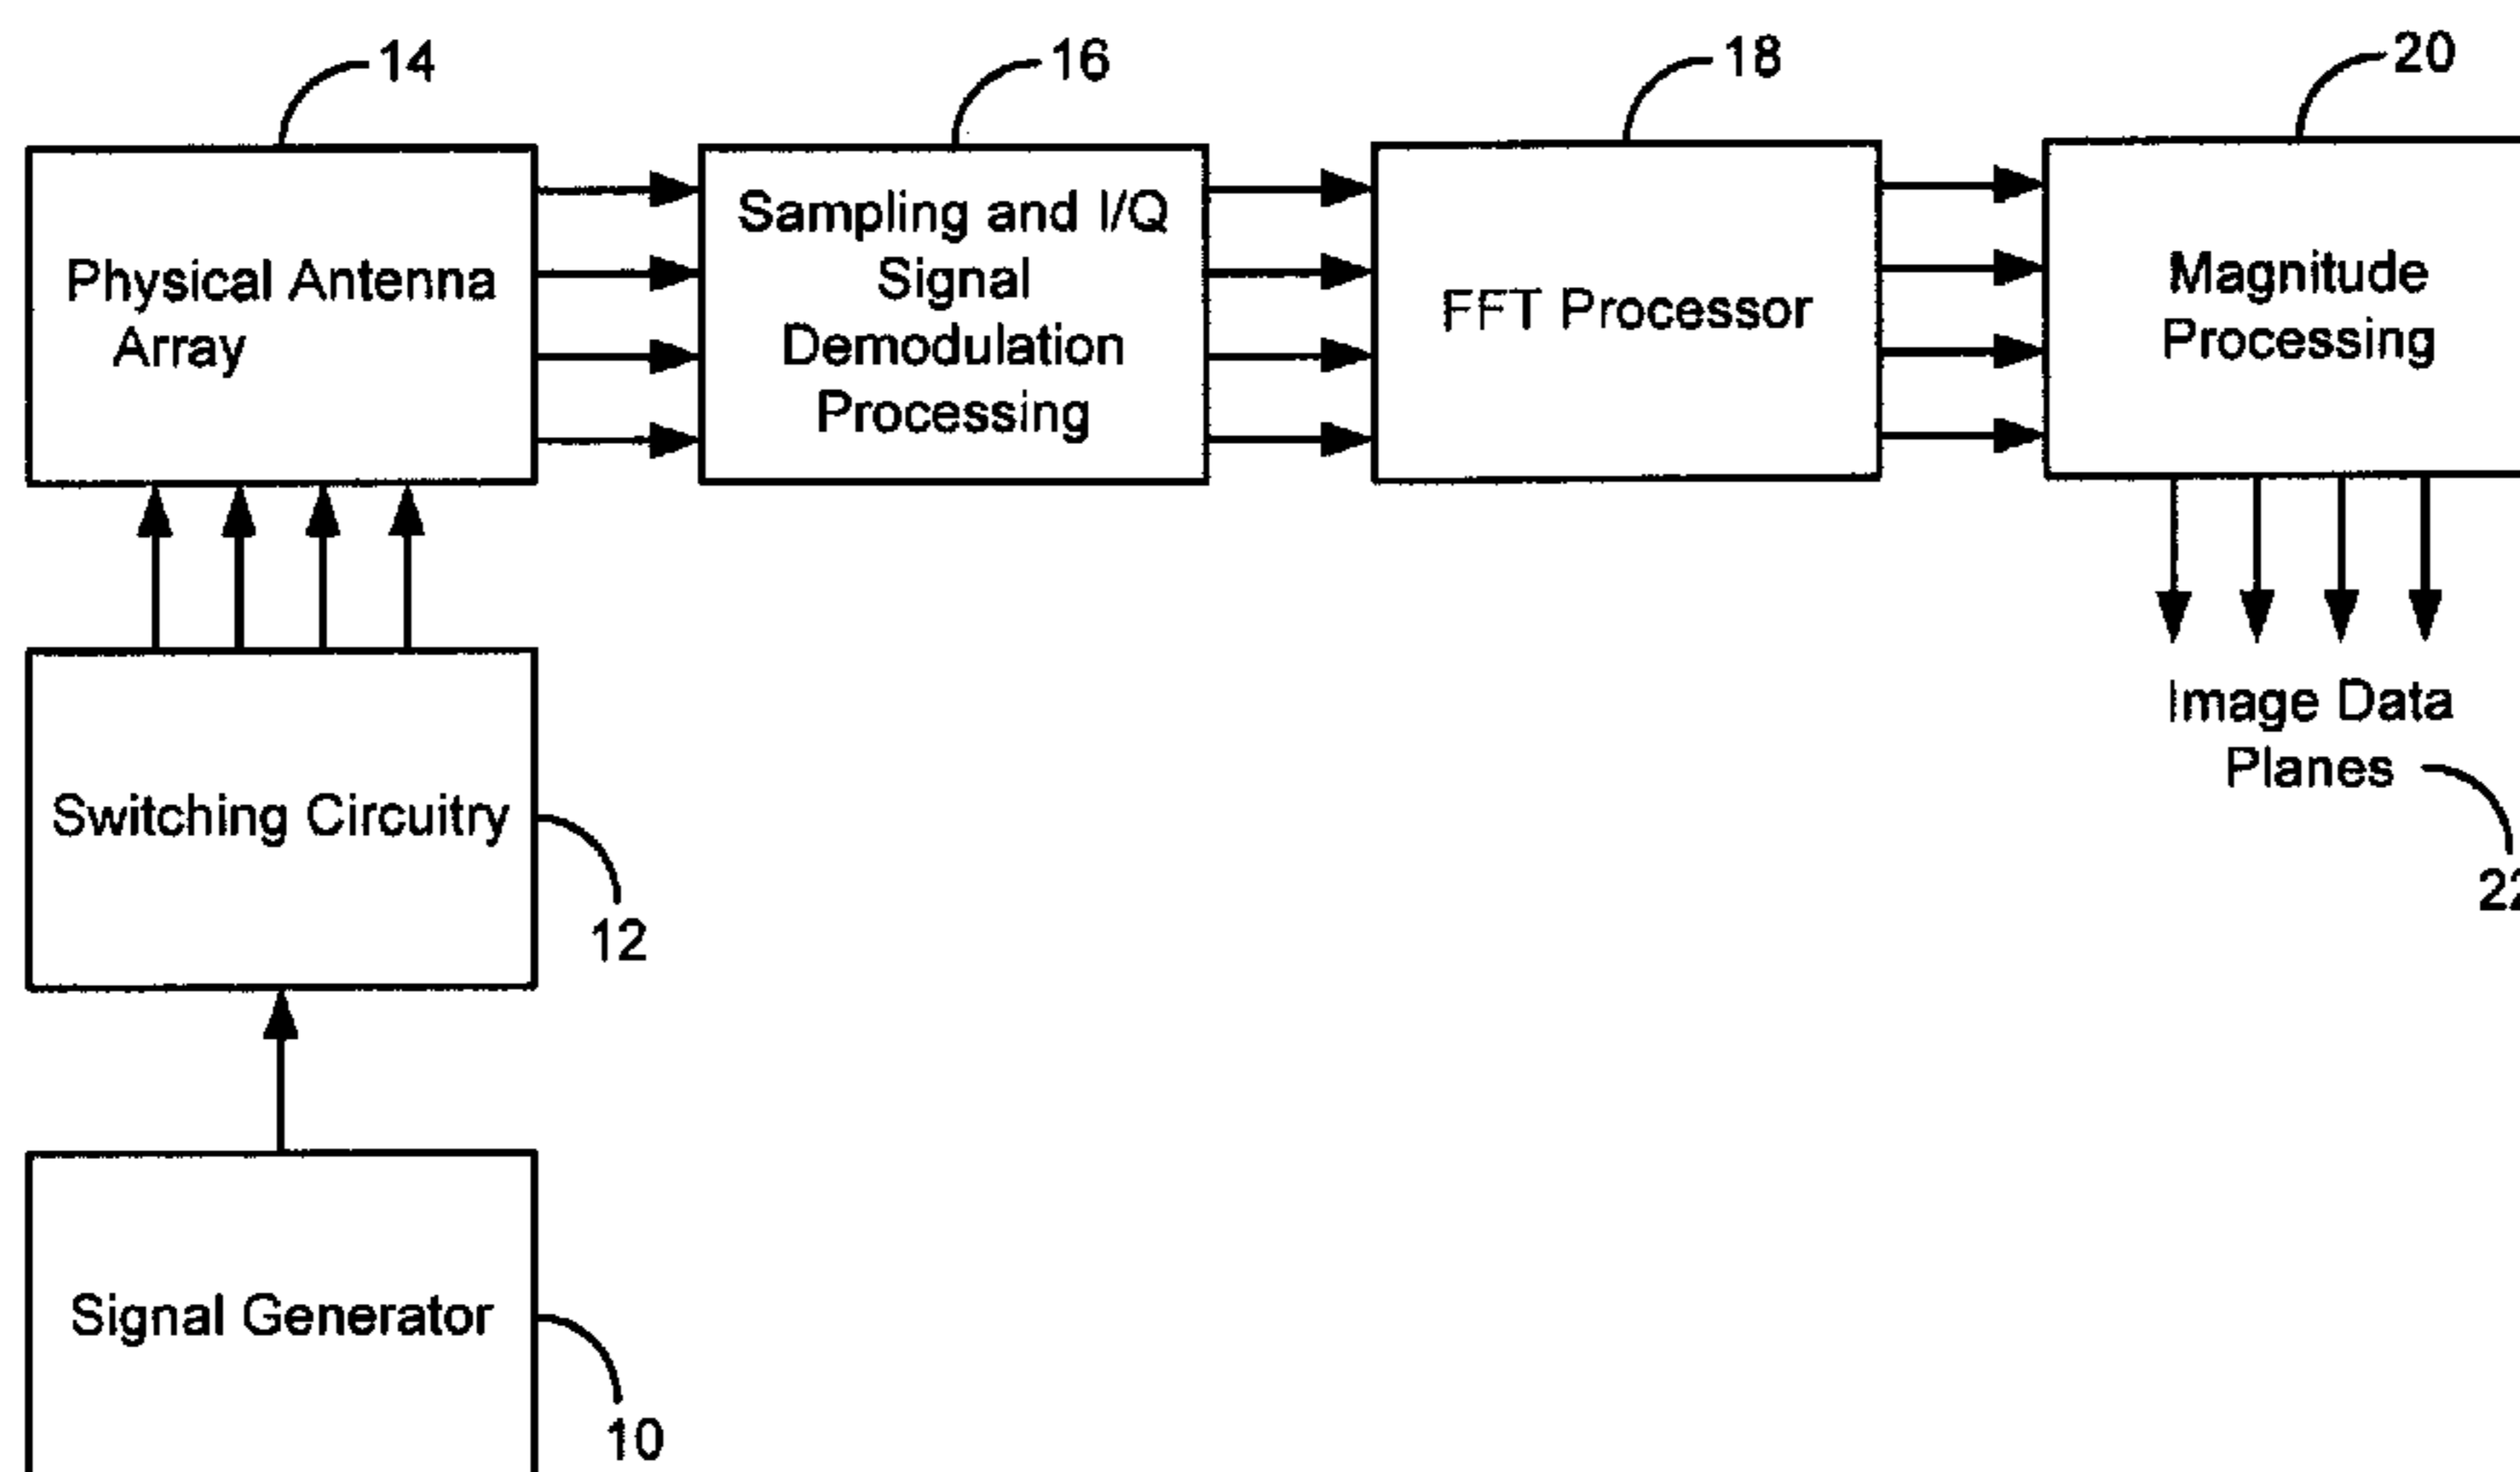 14
16
18
20
Physical Antenna
Array
Sampling and I/Q
Signal
Demodulation
Processing
FFT Processor
Magnitude
Processing
Switching Circuitry
12
Image Data
Planes
22
Signal Generator
10